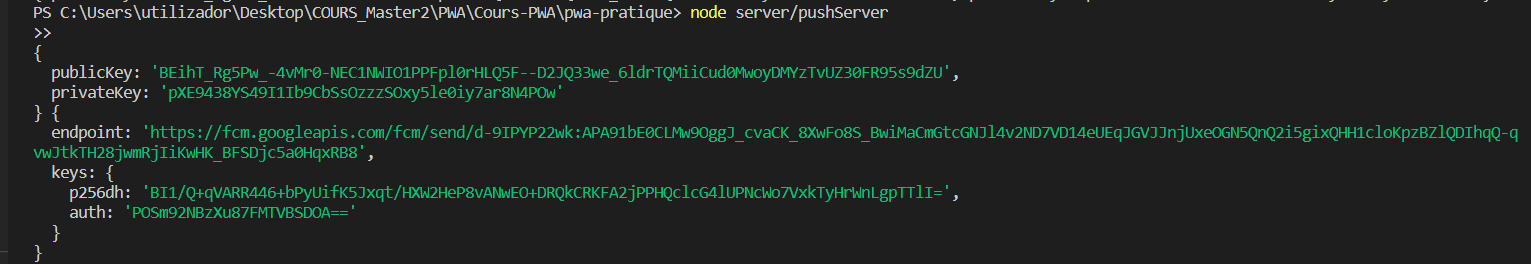 PS C:\Users\utilizador\Desktop\COURS_Master2\PWA\Cours-PWA\pwa-pratique> node server/pushServer
>>
{
  publicKey: 'BEihT_Rg5Pw_-4vMr0-NEC1NWIO1PPFpl0rHLQ5F--D2JQ33we_6ldrTQMiiCud0MwoyDMYzTvUZ30FR95s9dZU',
  privateKey: 'pXE9438YS49I1Ib9CbSsOzzzSOxy5le0iy7ar8N4POw'
} {
  endpoint: 'https://fcm.googleapis.com/fcm/send/d-9IPYP22wk:APA91bE0CLMw9OggJ_cvaCK_8XwFo8S_BwiMaCmGtcGNJl4v2ND7VD14eUEqJGVJJnjUxeOGN5QnQ2i5gixQHH1cloKpzBZlQDIhqQ-q
vwJtkTH28jwmRjIiKwHK_BFSDjc5a0HqxRB8',
  keys: {
    p256dh: 'BI1/Q+qVARR446+bPyUifK5Jxqt/HXW2HeP8vANwEO+DRQkCRKFA2jPPHQclcG4lUPNcWo7VxkTyHrWnLgpTTlI=',
    auth: 'POSm92NBzXu87FMTVBSDOA=='
  }
}